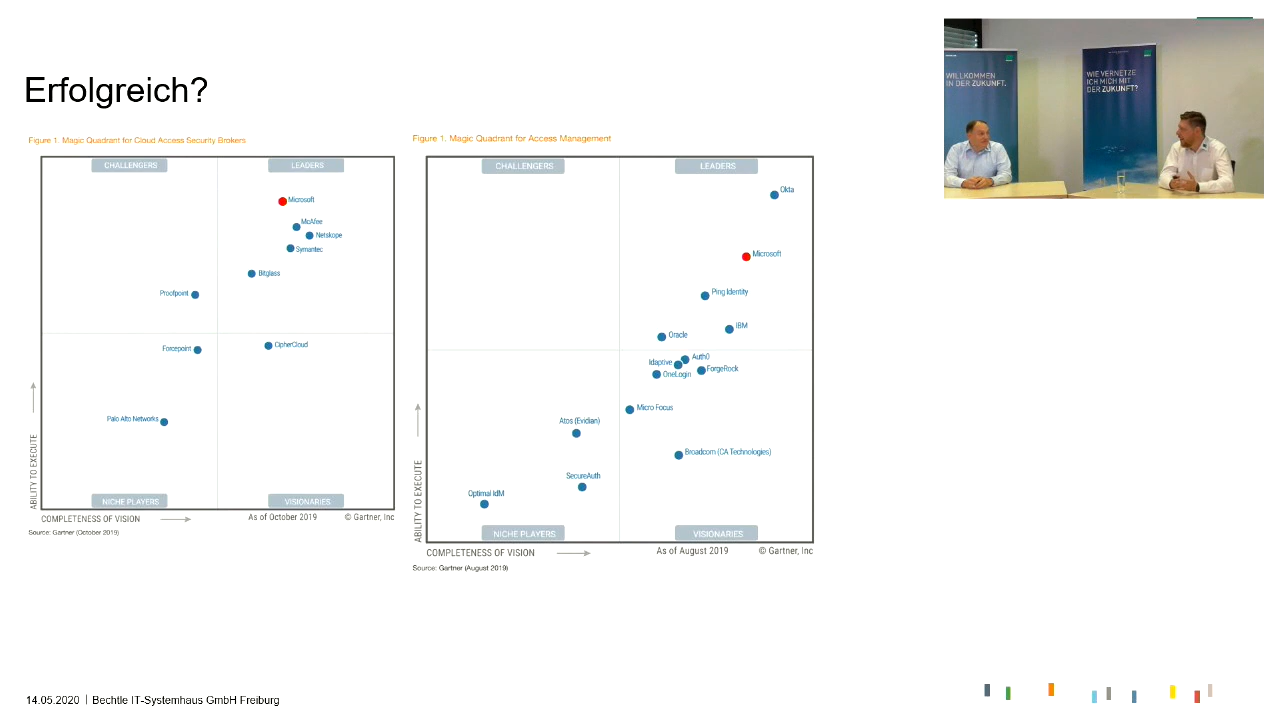 Erfolgreich?
Figure 1. Magic Quadrant for Cloud Access Security Brokers
CHALLENGERS
LEADERS
Microsoft
McAfee
Netskope
Symantec
Bitglass
Proofpoint
Forcepoint
CipherCloud
Palo Alto Networks
NICHE PLAYERS
VISIONARIES
ABILITY TO EXECUTE
COMPLETENESS OF VISION
As of October 2019
© Gartner, Inc
Source: Gartner (October 2019)
Figure 1. Magic Quadrant for Access Management
CHALLENGERS
LEADERS
Okta
Microsoft
Ping Identity
IBM
Oracle
Auth0
Idaptive
ForgeRock
OneLogin
Micro Focus
Atos (Evidian)
Broadcom (CA Technologies)
SecureAuth
Optimal IdM
NICHE PLAYERS
VISIONARIES
ABILITY TO EXECUTE
COMPLETENESS OF VISION
As of August 2019
© Gartner, Inc
Source: Gartner (August 2019)
WILLKOMMEN
IN DER ZUKUNFT.
WIE VERNETZE
ICH MICH MIT
DER ZUKUNFT?
14.05.2020 | Bechtle IT-Systemhaus GmbH Freiburg